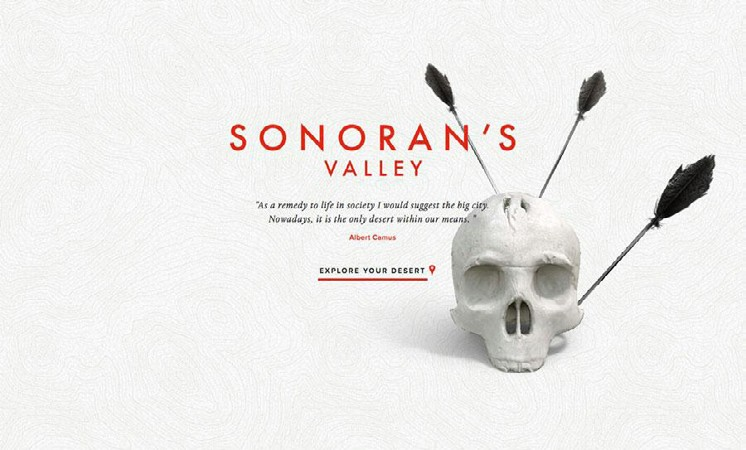 SONORAN'S
VALLEY
"As a remedy to life in society I would suggest the big city.
Nowadays, it is the only desert within our means. "
Albert Camus
EXPLORE YOUR DESERT